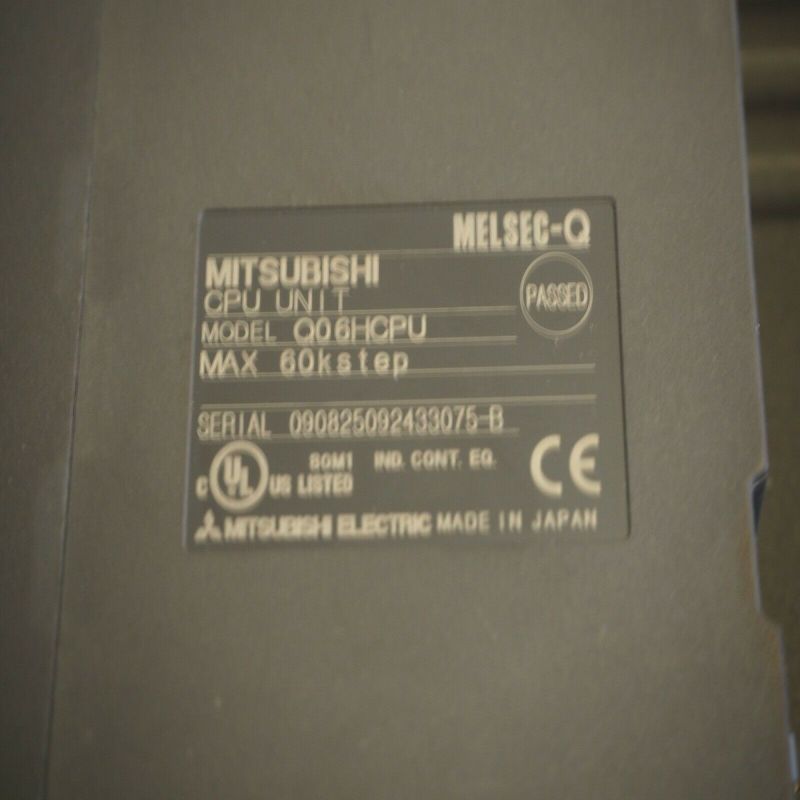 MELSEC-Q
MITSUBISHI
CPU UNIT
PASSED
MODEL Q06HCPU
MAX 60kstep
SERIAL 090825092433075-B
C UL US LISTED 80M1 IND. CONT. EQ.
CE
MITSUBISHI ELECTRIC MADE IN JAPAN